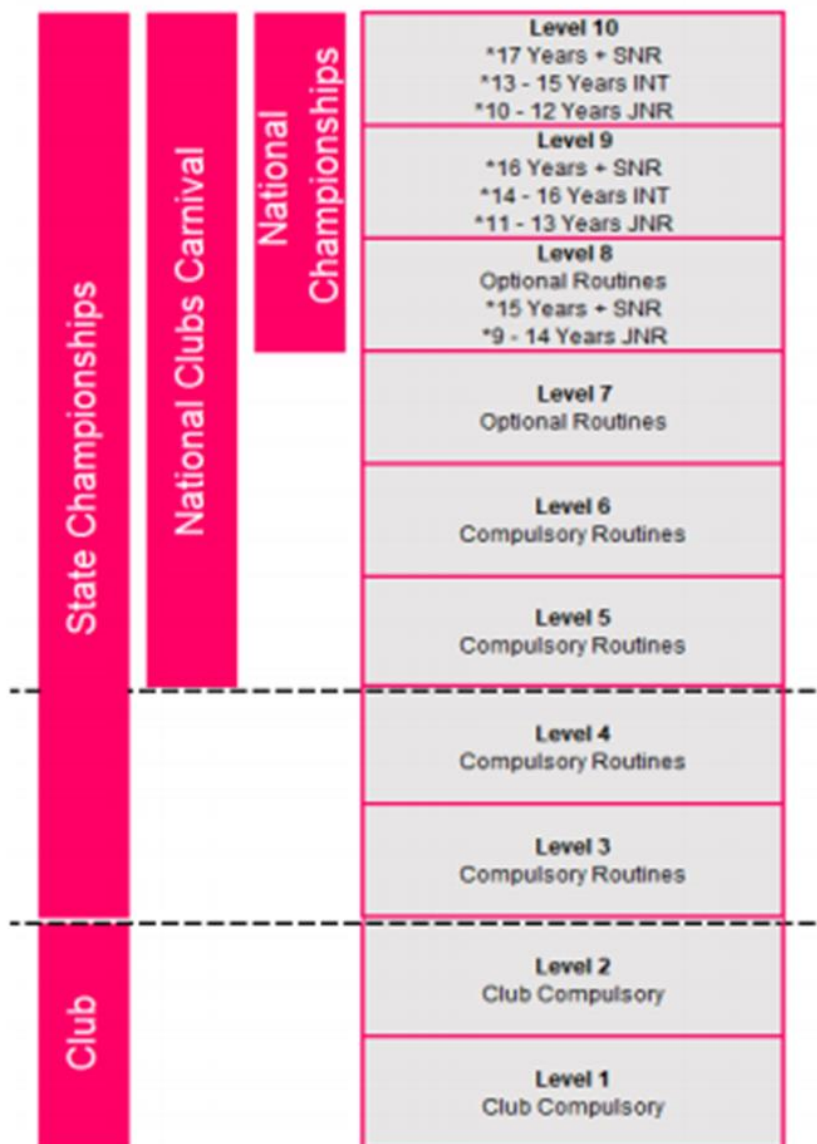 State Championships
National Clubs Carnival
National
Championships
Club
Level 10
*17 Years + SNR
*13 - 15 Years INT
*10 - 12 Years JNR
Level 9
*16 Years + SNR
*14 - 16 Years INT
*11 - 13 Years JNR
Level 8
Optional Routines
*15 Years + SNR
*9 - 14 Years JNR
Level 7
Optional Routines
Level 6
Compulsory Routines
Level 5
Compulsory Routines
Level 4
Compulsory Routines
Level 3
Compulsory Routines
Level 2
Club Compulsory
Level 1
Club Compulsory